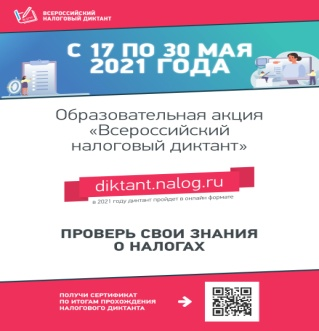 ВСЕРОССИЙСКИЙ
НАЛОГОВЫЙ ДИКТАНТ
С 17 ПО 30 МАЯ
2021 ГОДА
Образовательная акция
«Всероссийский
налоговый диктант»
diktant.nalog.ru
в 2021 году диктант пройдет в онлайн формате
ПРОВЕРЬ СВОИ ЗНАНИЯ
О НАЛОГАХ
ПОЛУЧИ СЕРТИФИКАТ
ПО ИТОГАМ ПРОХОЖДЕНИЯ
НАЛОГОВОГО ДИКТАНТА